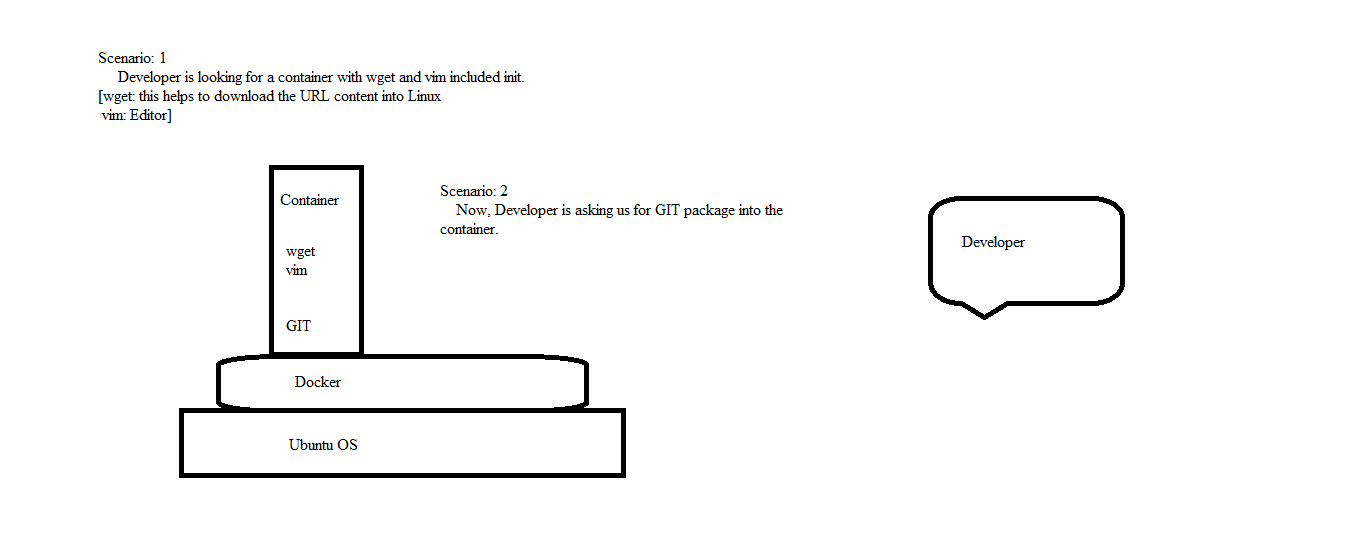 Scenario: 1
Developer is looking for a container with wget and vim included init.
[wget: this helps to download the URL content into Linux
vim: Editor]
Container
wget
vim
GIT
Scenario: 2
Now, Developer is asking us for GIT package into the
container.
Developer
Docker
Ubuntu OS